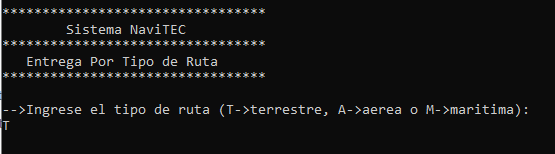 *********************************
Sistema NaviTEC
*********************************
Entrega Por Tipo de Ruta
*********************************
-->Ingrese el tipo de ruta (T->terrestre, A->aerea o M->maritima):
T